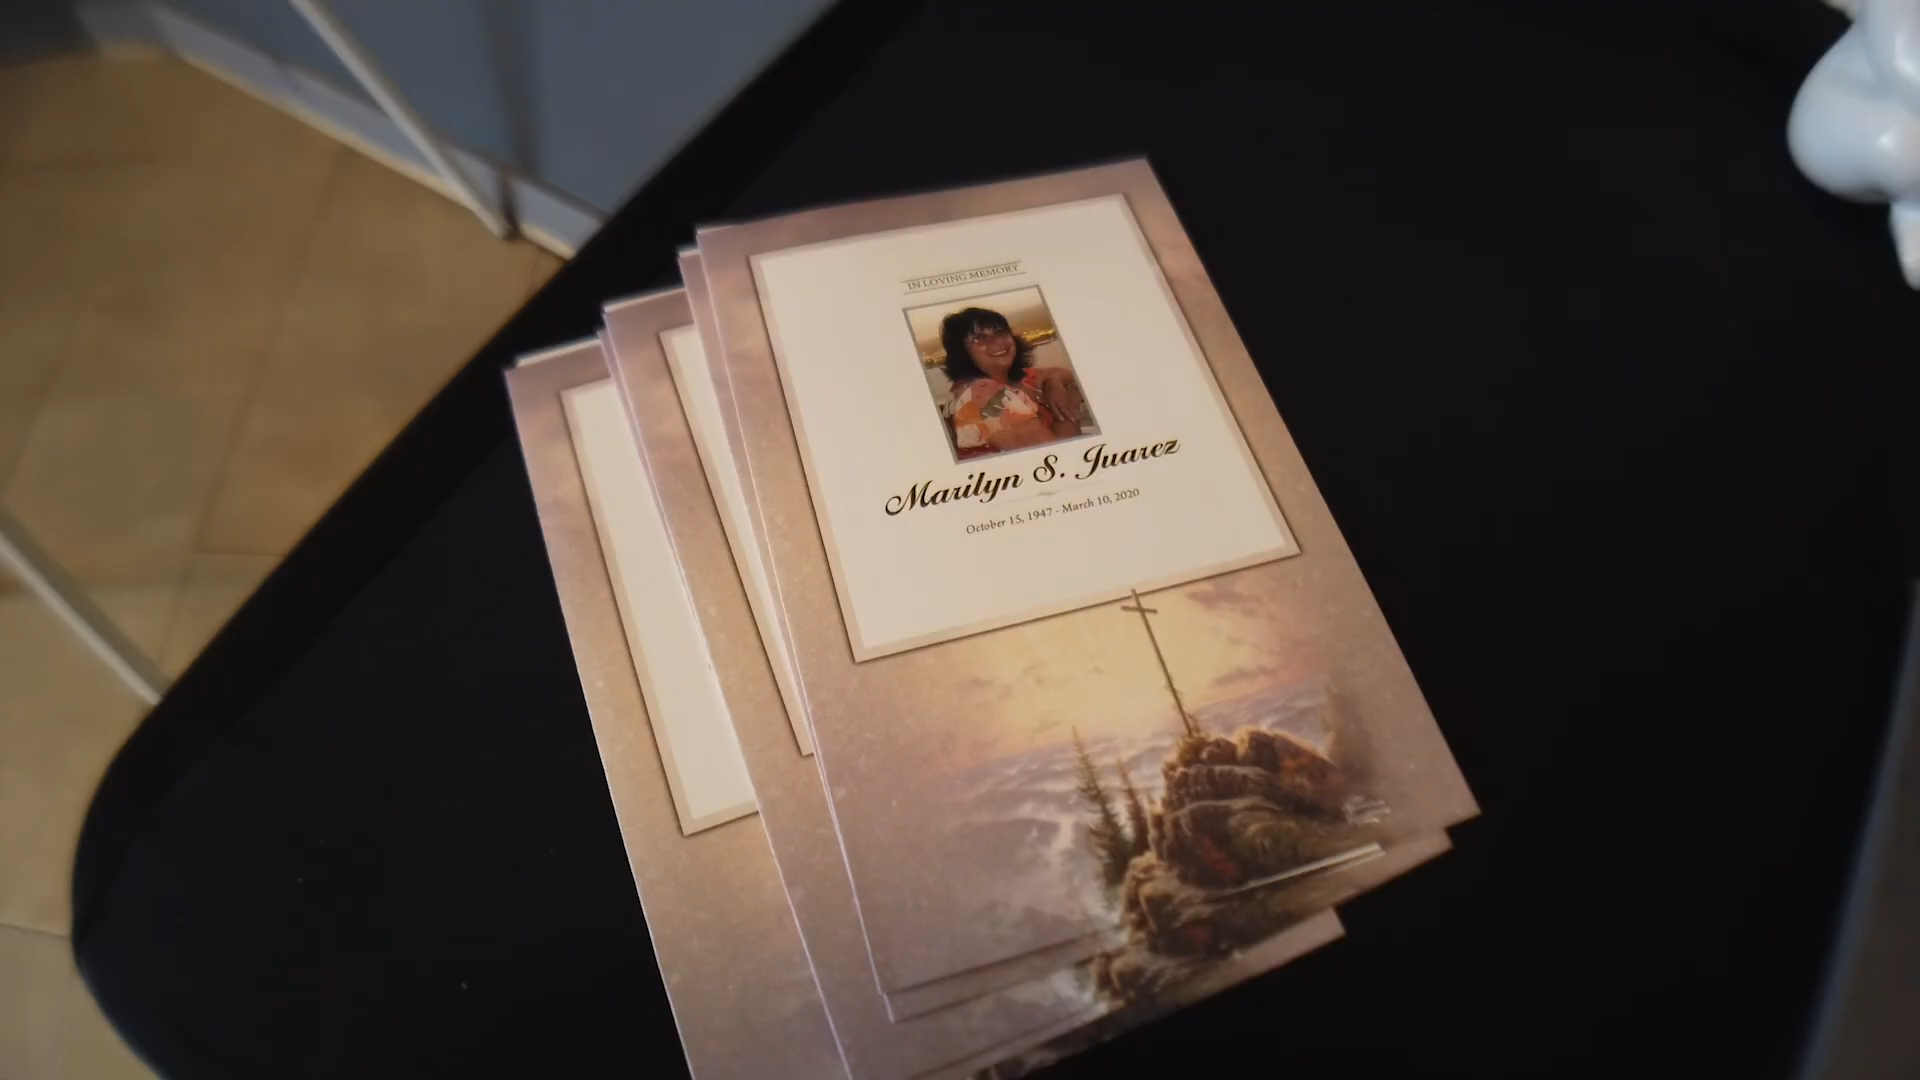 IN LOVING MEMORY
Marilyn S. Juarez
October 15, 1947 - March 10, 2020